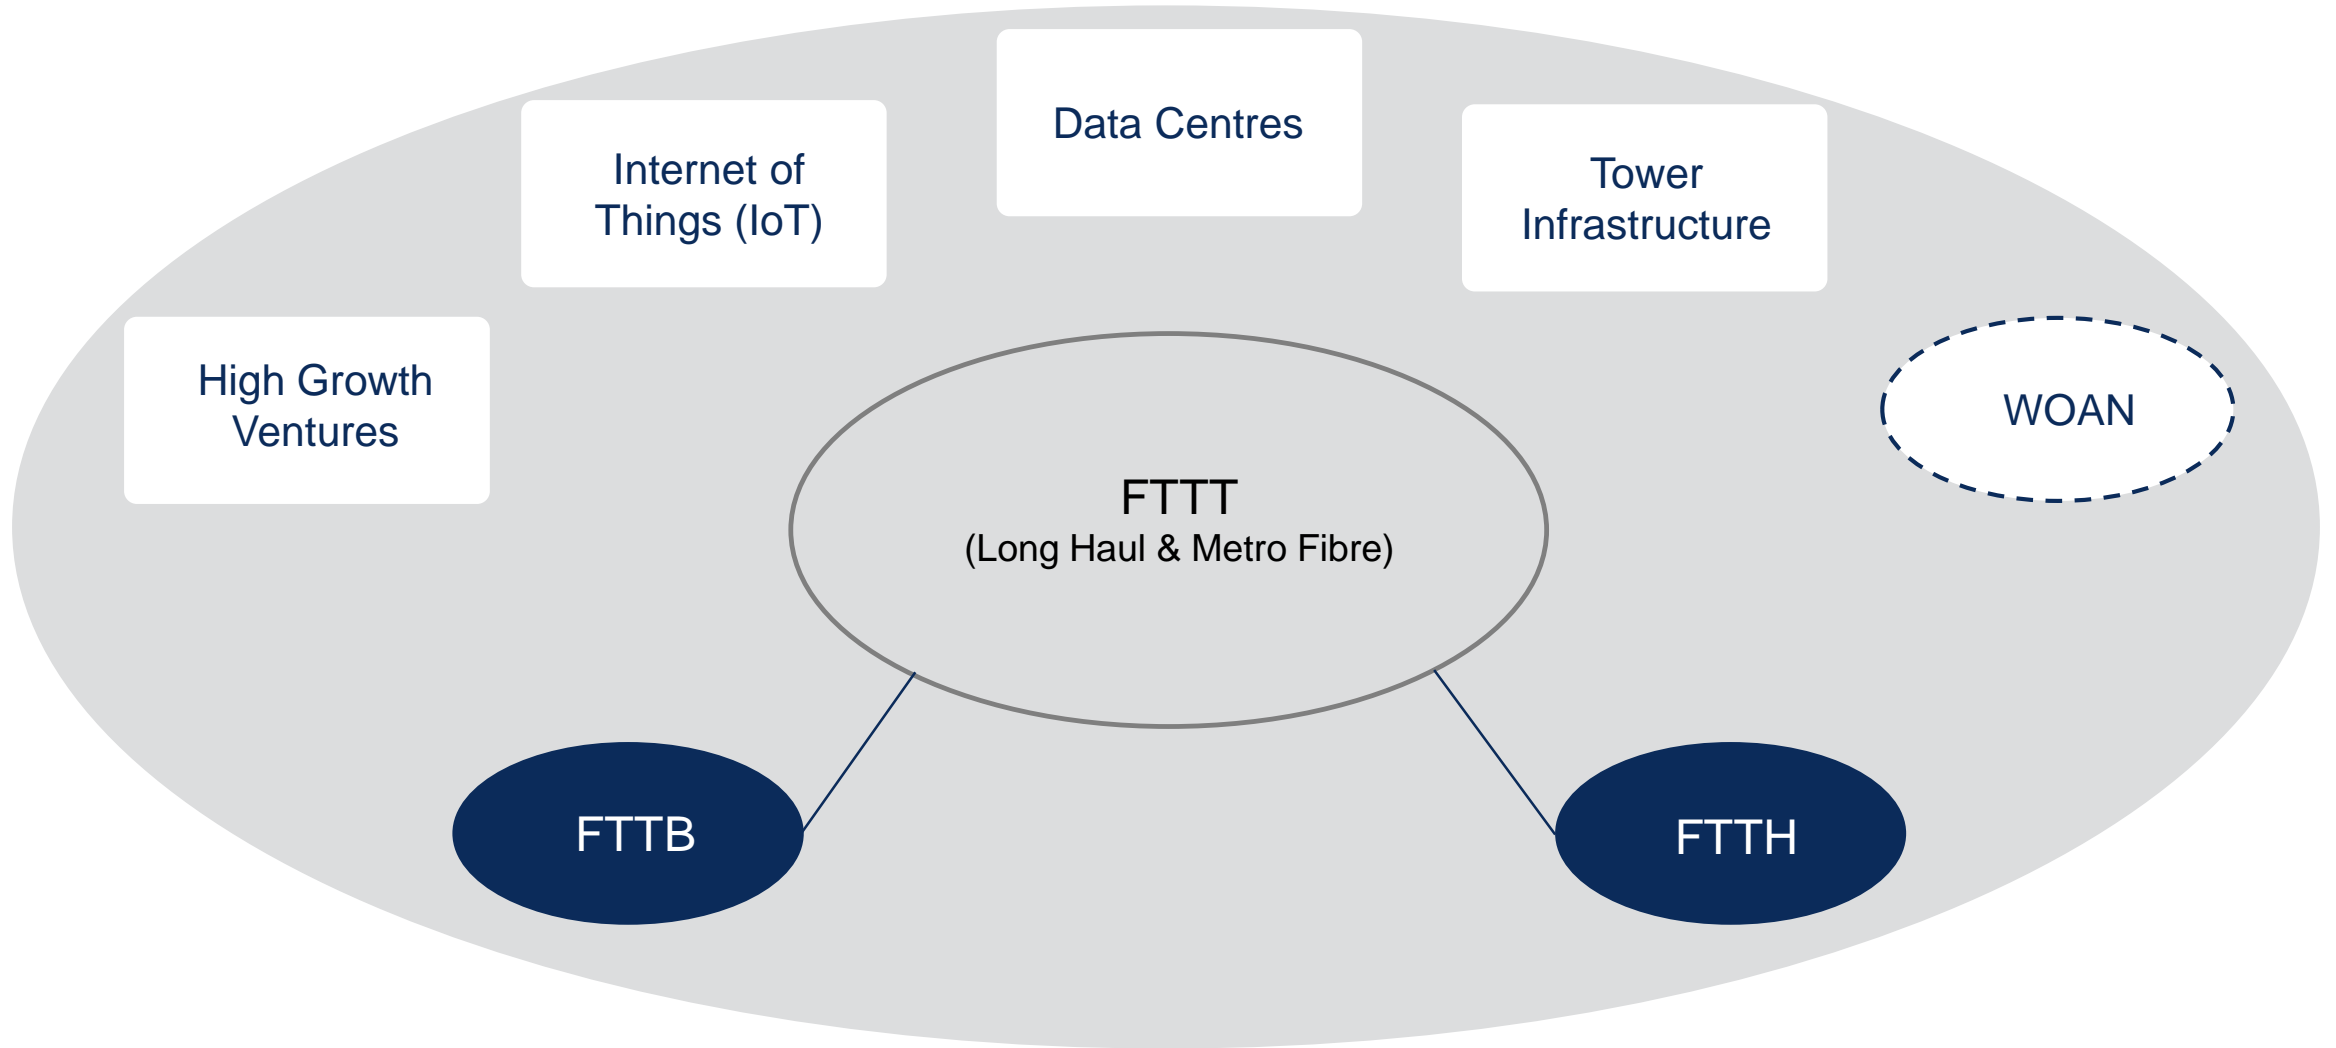 Data Centres
Internet of
Things (IoT)
Tower
Infrastructure
High Growth
Ventures
WOAN
FTTT
(Long Haul & Metro Fibre)
FTTB
FTTH